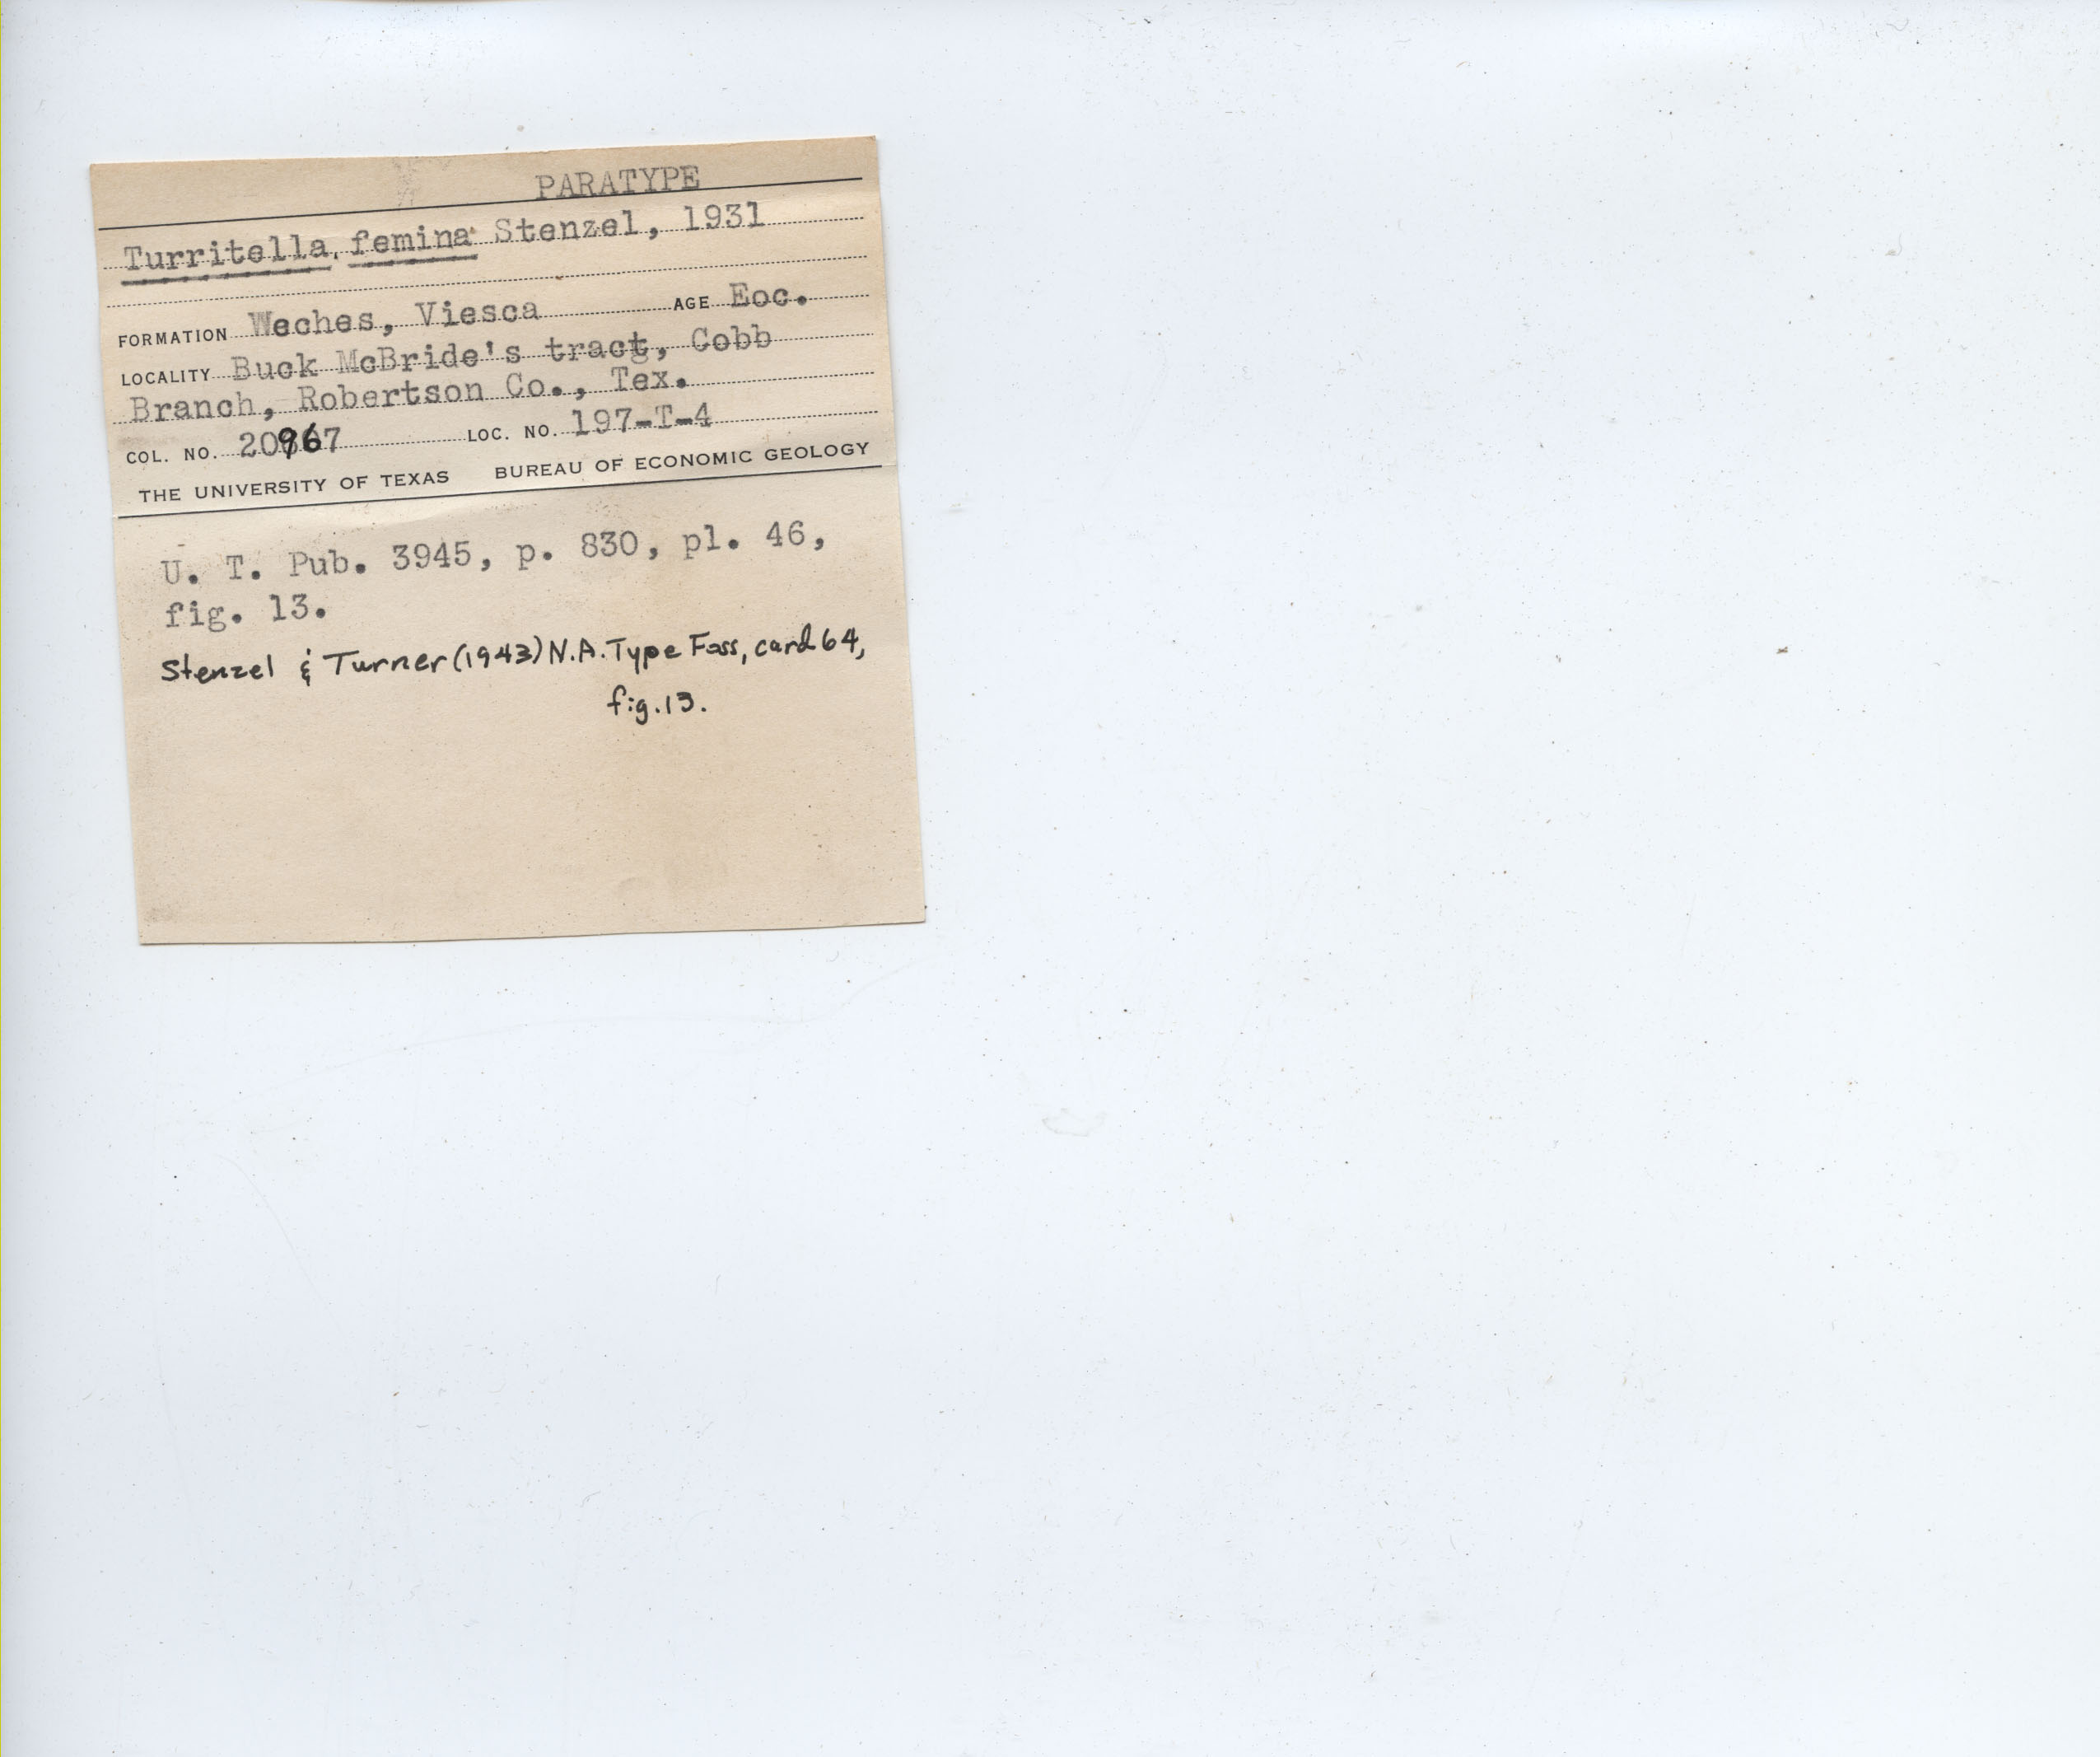 PARATYPE
Turritella femina Stenzel, 1931
FORMATION Weches, Viesca AGE Eoc.
LOCALITY Buck McBride's tract, Cobb
Branch, Robertson Co., Tex.
COL. NO. 20967 LOC. NO. 197-T-4
THE UNIVERSITY OF TEXAS BUREAU OF ECONOMIC GEOLOGY
U. T. Pub. 3945, p. 830, pl. 46,
fig. 13.
Stenzel & Turner (1943) N.A. Type Foss, card 64,
fig. 13.